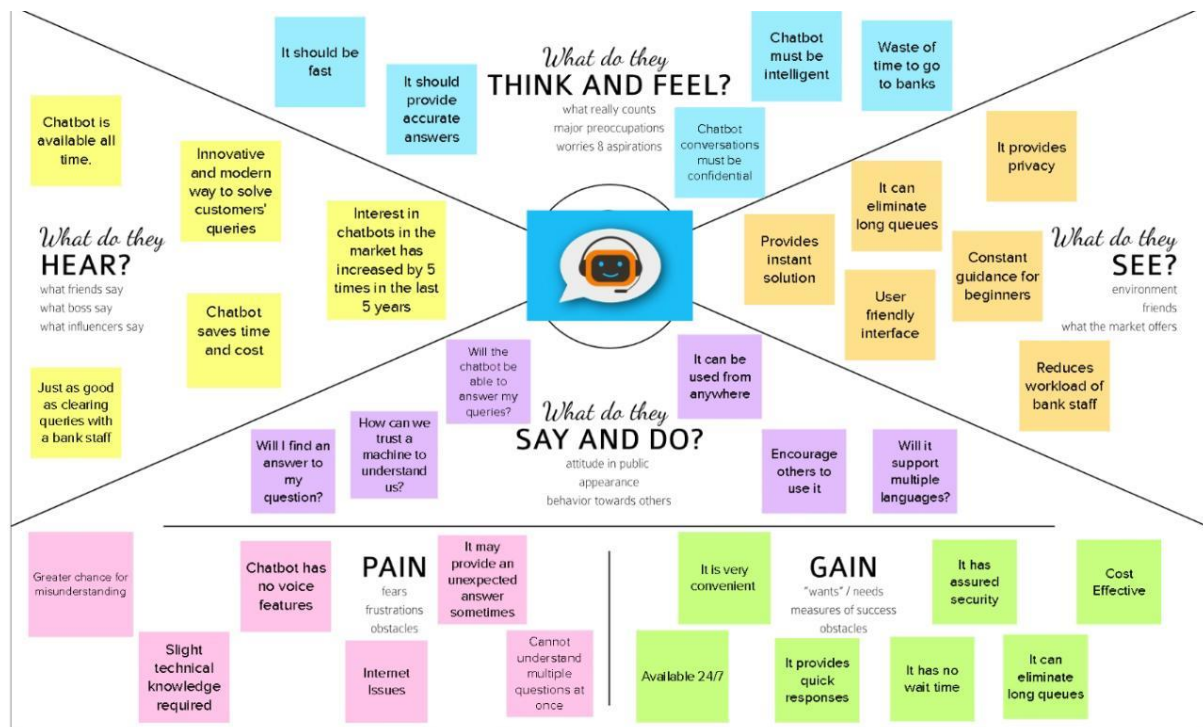 It should be
fast
It should
provide
accurate
answers
What do they
THINK AND FEEL?
what really counts
major preoccupations
worries & aspirations
Chatbot
must be
intelligent
Waste of
time to go
to banks
Chatbot
conversations
must be
confidential
Chatbot is
available all
time.
Innovative
and modern
way to solve
customers'
queries
Interest in
chatbots in the
market has
increased by 5
times in the last
5 years
What do they
HEAR?
what friends say
what boss say
what influencers say
Chatbot
saves time
and cost
Just as good
as clearing
queries with
a bank staff
It provides
privacy
It can
eliminate
long queues
Provides
instant
solution
Constant
guidance for
beginners
User
friendly
interface
What do they
SEE?
environment
friends
what the market offers
Reduces
workload of
bank staff
Will the
chatbot be
able to
answer my
queries?
It can be
used from
anywhere
What do they
SAY AND DO?
attitude in public
appearance
behavior towards others
Will I find an
answer to
my
question?
How can we
trust a
machine to
understand
us?
Encourage
others to
use it
Will it
support
multiple
languages?
Greater chance for
misunderstanding
Chatbot has
no voice
features
PAIN
fears
frustrations
obstacles
It may
provide an
unexpected
answer
sometimes
Slight
technical
knowledge
required
Internet
Issues
Cannot
understand
multiple
questions at
once
It is very
convenient
GAIN
"wants" / needs
measures of success
obstacles
It has
assured
security
Cost
Effective
Available 24/7
It provides
quick
responses
It has no
wait time
It can
eliminate
long queues